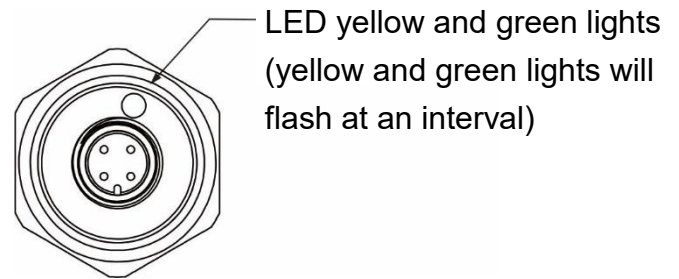 LED yellow and green lights
(yellow and green lights will
flash at an interval)